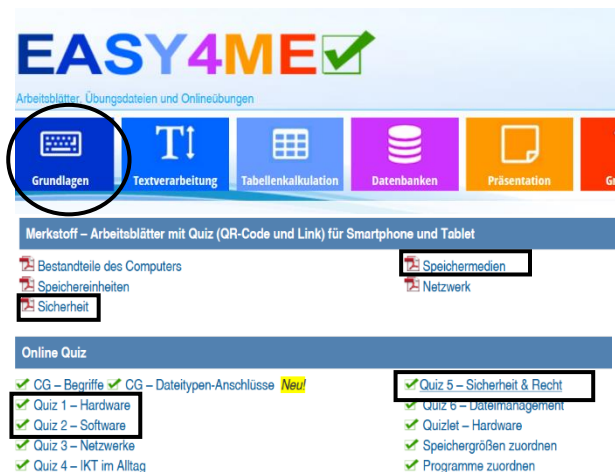 EASY4ME
Arbeitsblätter, Übungsdateien und Onlineübungen
Grundlagen
Textverarbeitung
Tabellenkalkulation
Datenbanken
Präsentation
Merkstoff – Arbeitsblätter mit Quiz (QR-Code und Link) für Smartphone und Tablet
Bestandteile des Computers
Speichereinheiten
Sicherheit
Speichermedien
Netzwerk
Online Quiz
CG – Begriffe CG – Dateitypen-Anschlüsse Neu!
Quiz 1 – Hardware
Quiz 2 – Software
Quiz 3 – Netzwerke
Quiz 4 – IKT im Alltag
Quiz 5 – Sicherheit & Recht
Quiz 6 – Dateimanagement
Quizlet – Hardware
Speichergrößen zuordnen
Programme zuordnen